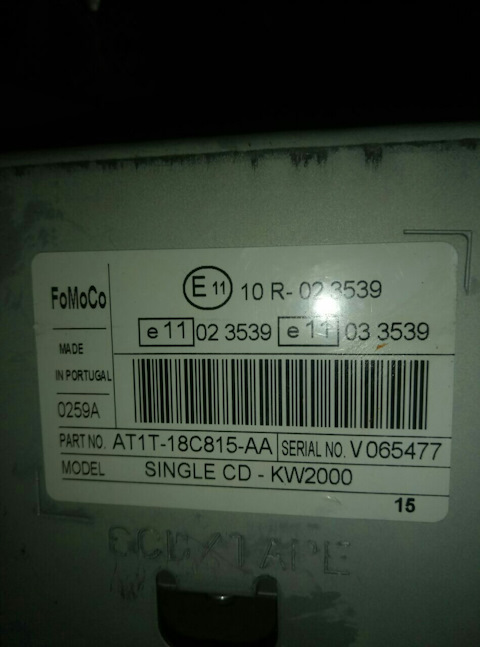 FoMoCo
E 11 10 R- 02 3539
e 11 02 3539 e 11 03 3539
MADE
IN PORTUGAL
0259A
PART NO. AT1T-18C815-AA SERIAL NO. V065477
MODEL SINGLE CD - KW2000
15